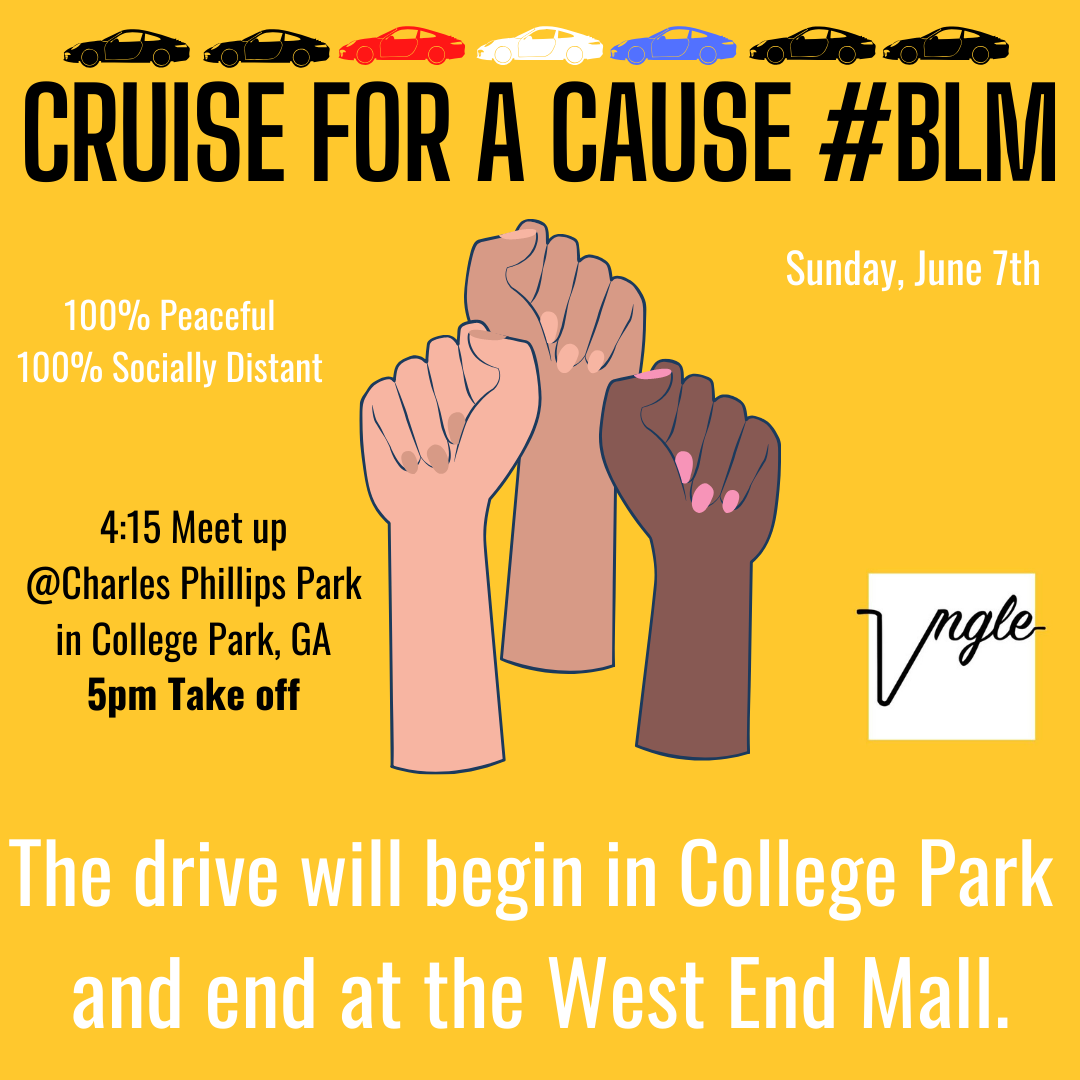 CRUISE FOR A CAUSE #BLM
Sunday, June 7th
100% Peaceful
100% Socially Distant
4:15 Meet up
@Charles Phillips Park
in College Park, GA
5pm Take off
Vngle
The drive will begin in College Park
and end at the West End Mall.